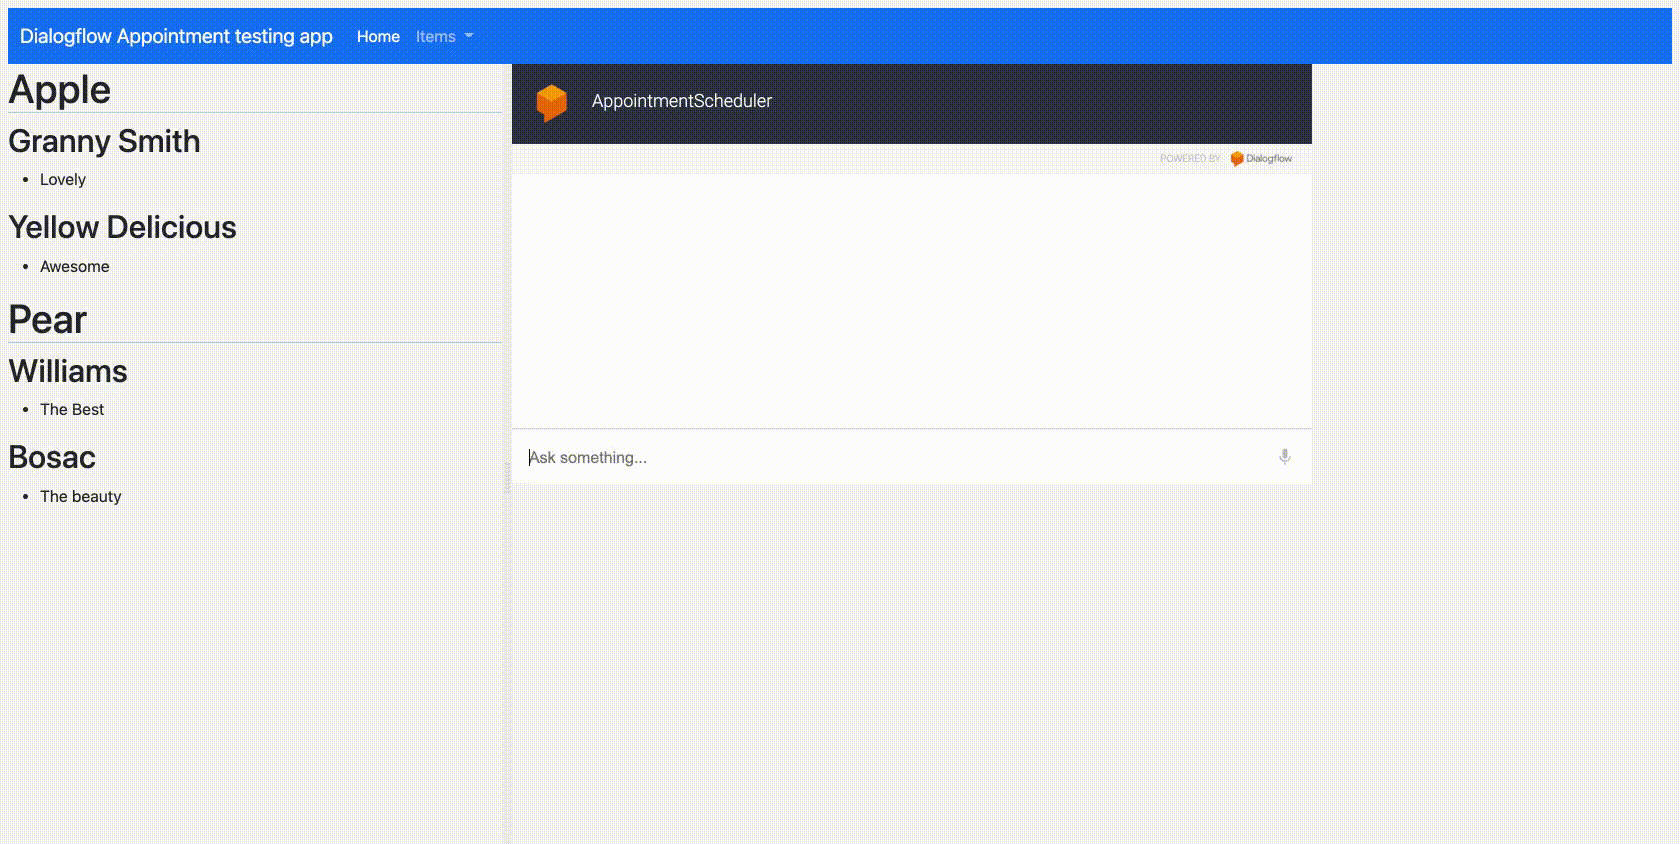 Dialogflow Appointment testing app Home Items
Apple
Granny Smith
Lovely
Yellow Delicious
Awesome
Pear
Williams
The Best
Bosac
The beauty
AppointmentScheduler
POWERED BY Dialogflow
Ask something...